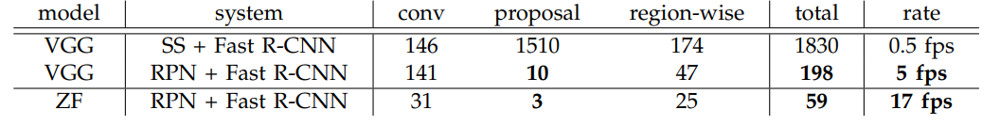 model system conv proposal region-wise total rate
VGG SS + Fast R-CNN 146 1510 174 1830 0.5 fps
VGG RPN + Fast R-CNN 141 10 47 198 5 fps
ZF RPN + Fast R-CNN 31 3 25 59 17 fps